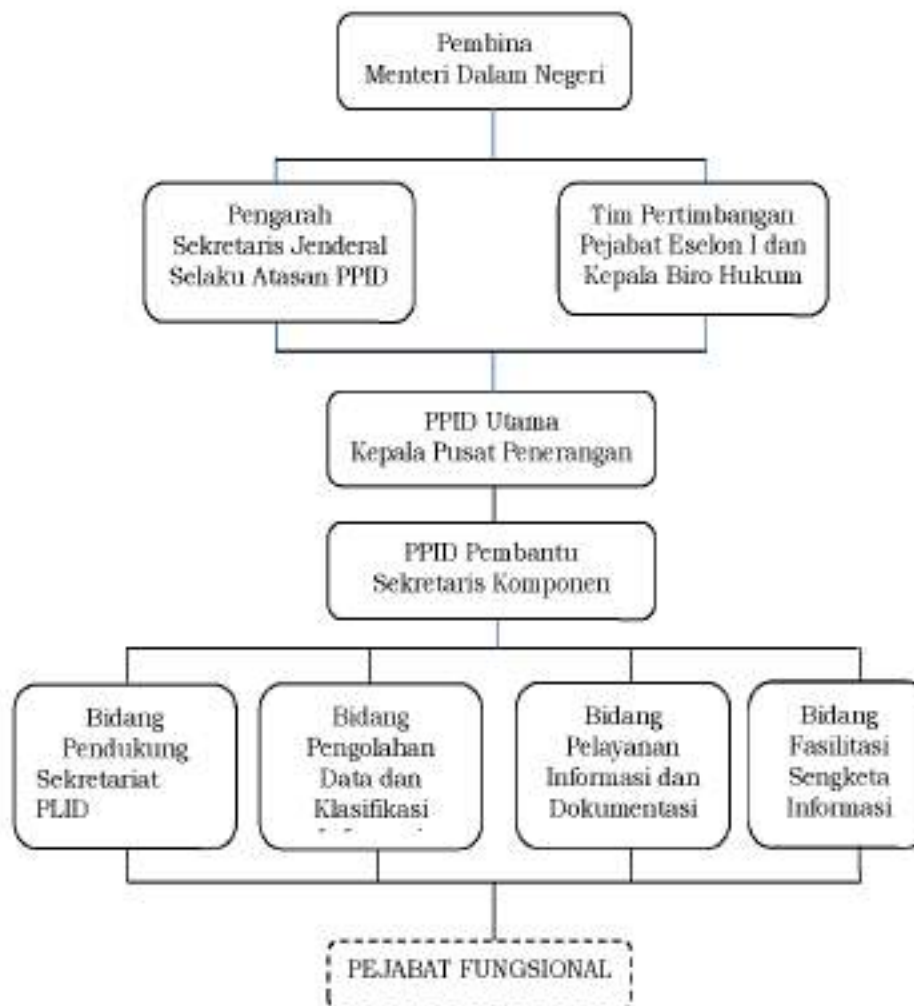 Pembina
Menteri Dalam Negeri
Pengarah
Sekretaris Jenderal
Selaku Atasan PPID
Tim Pertimbangan
Pejabat Eselon I dan
Kepala Biro Hukum
PPID Utama
Kepala Pusat Penerangan
PPID Pembantu
Sekretaris Komponen
Bidang
Pendukung
Sekretariat
PLID
Bidang
Pengolahan
Data dan
Klasifikasi
Bidang
Pelayanan
Informasi dan
Dokumentasi
Bidang
Fasilitasi
Sengketa
Informasi
PEJABAT FUNGSIONAL